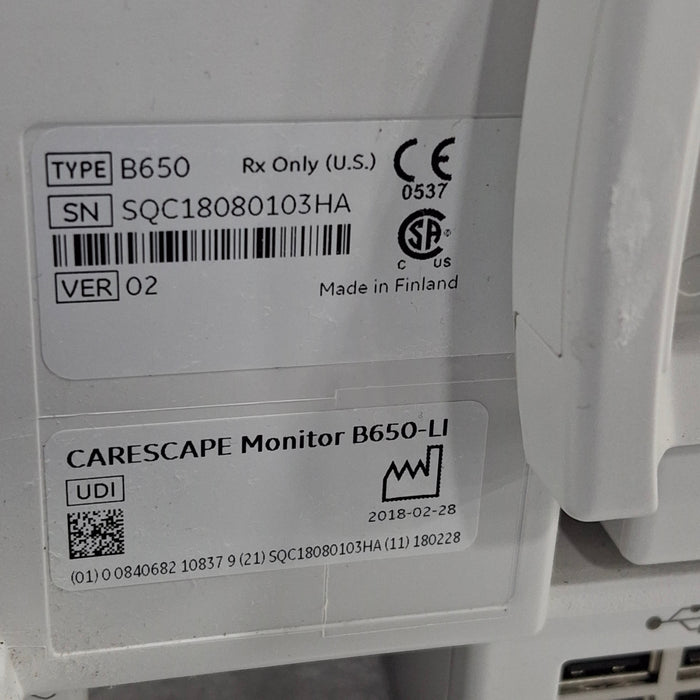 TYPE B650 Rx Only (U.S.) CE
0537
SN SQC18080103HA
SA ®
C US
VER 02 Made in Finland
CARESCAPE Monitor B650-LI
UDI
2018-02-28
(01) 0 0840682 10837 9 (21) SQC18080103HA (11) 180228